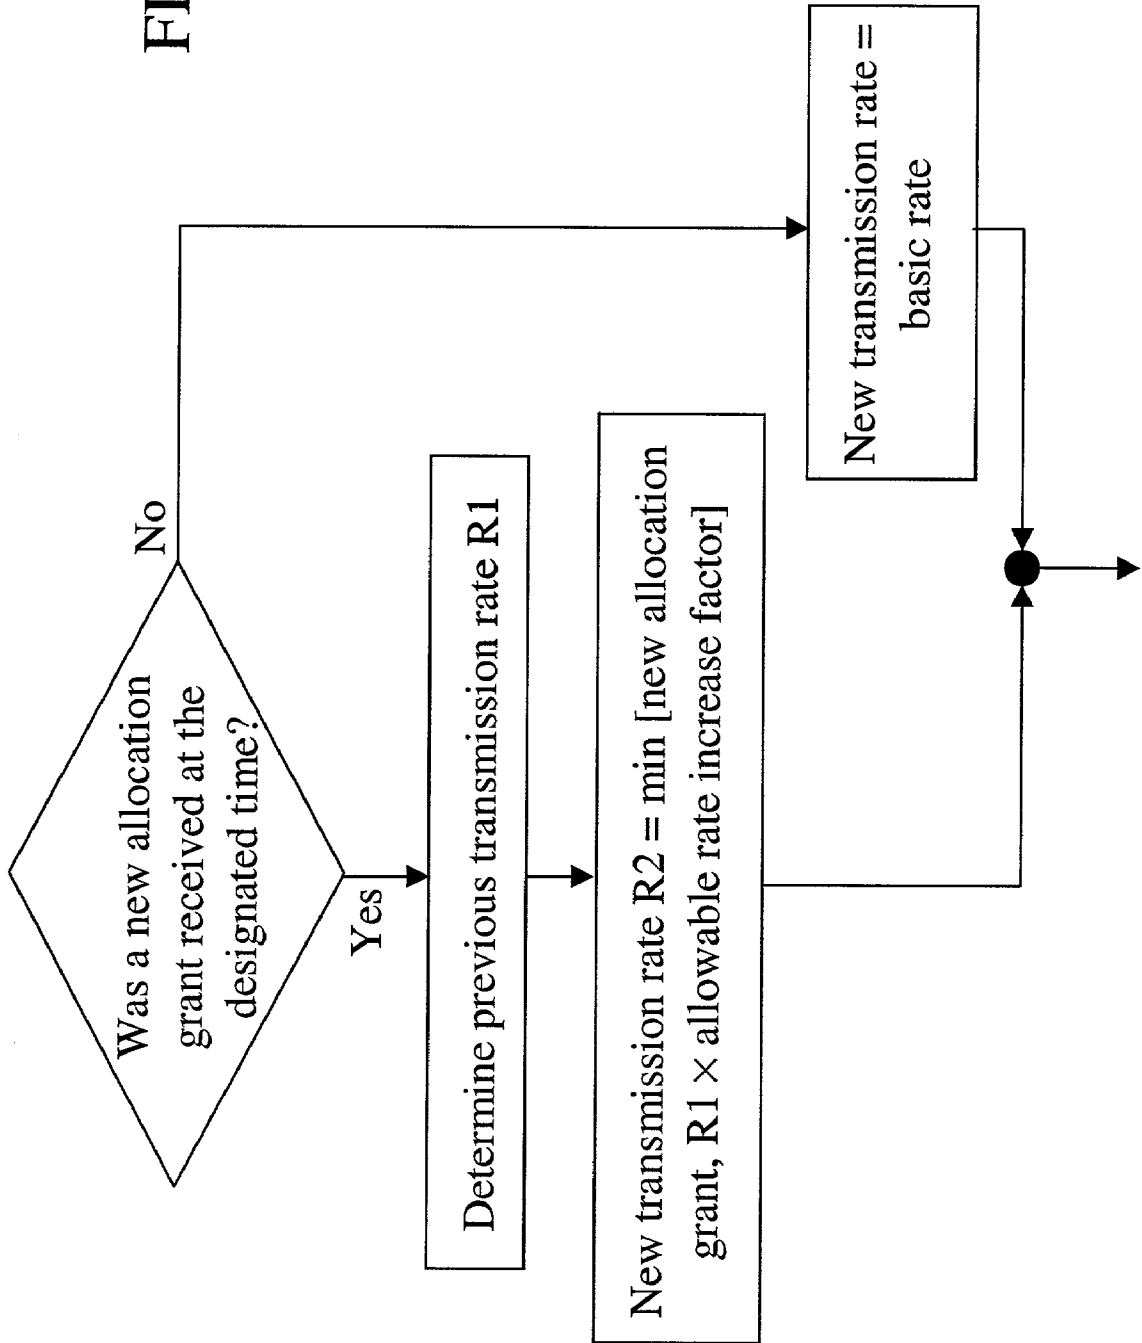 Was a new allocation
grant received at the
designated time?
No
Yes
Determine previous transmission rate R1
New transmission rate R2 = min [new allocation
grant, R1 × allowable rate increase factor]
New transmission rate =
basic rate